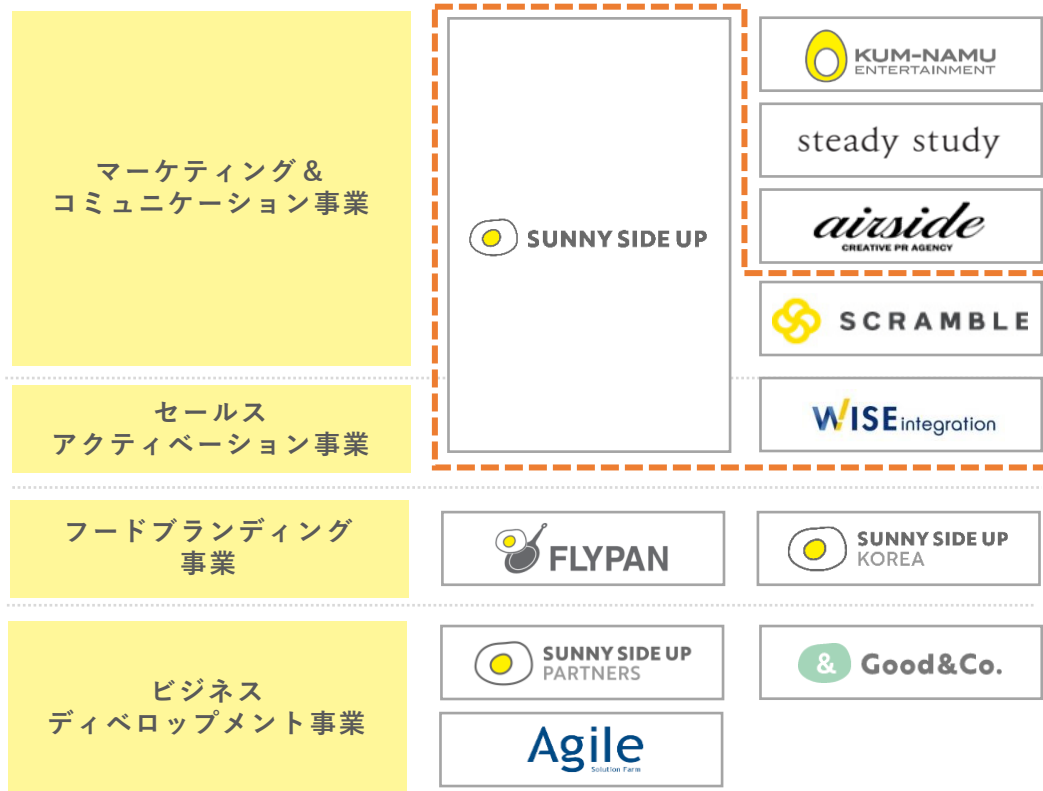 マーケティング＆
コミュニケーション事業
SUNNY SIDE UP
KUM-NAMU
ENTERTAINMENT
steady study
airside
CREATIVE PR AGENCY
SCRAMBLE
セールス
アクティベーション事業
WISE integration
フードブランディング
事業
FLYPAN
SUNNY SIDE UP
KOREA
ビジネス
ディベロップメント事業
SUNNY SIDE UP
PARTNERS
& Good&Co.
Agile
Solution Farm